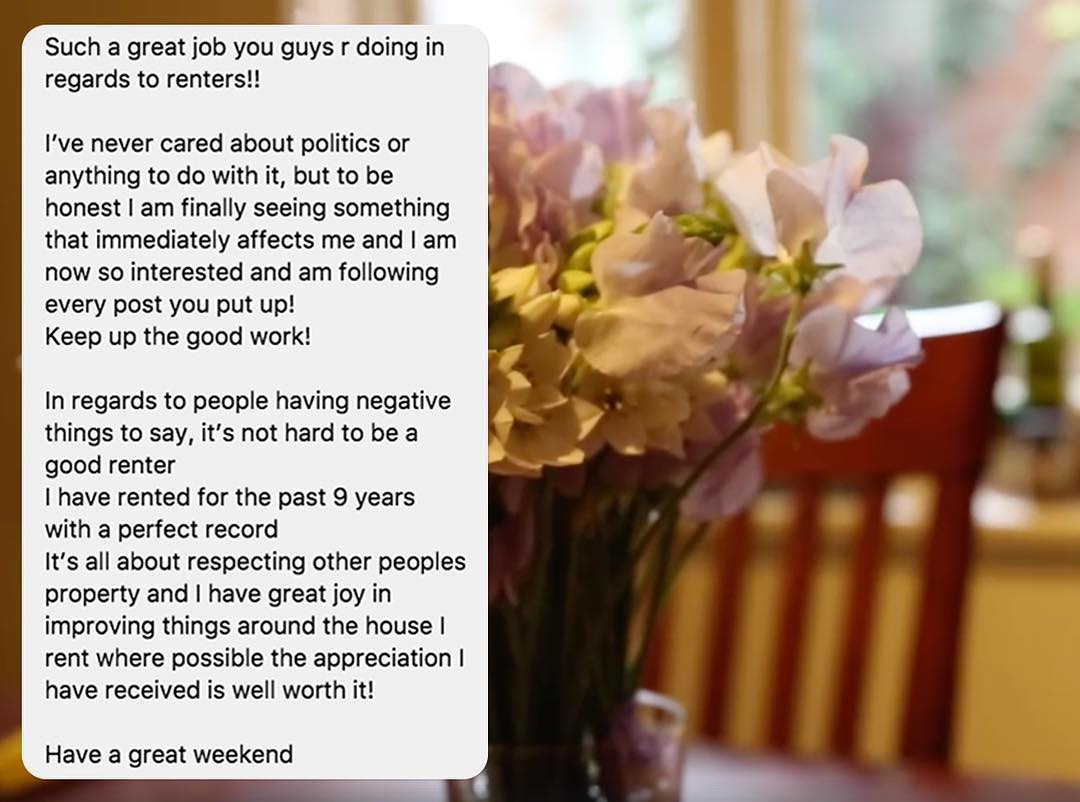 Such a great job you guys r doing in
regards to renters!!
I've never cared about politics or
anything to do with it, but to be
honest I am finally seeing something
that immediately affects me and I am
now so interested and am following
every post you put up!
Keep up the good work!
In regards to people having negative
things to say, it's not hard to be a
good renter
I have rented for the past 9 years
with a perfect record
It's all about respecting other peoples
property and I have great joy in
improving things around the house I
rent where possible the appreciation I
have received is well worth it!
Have a great weekend